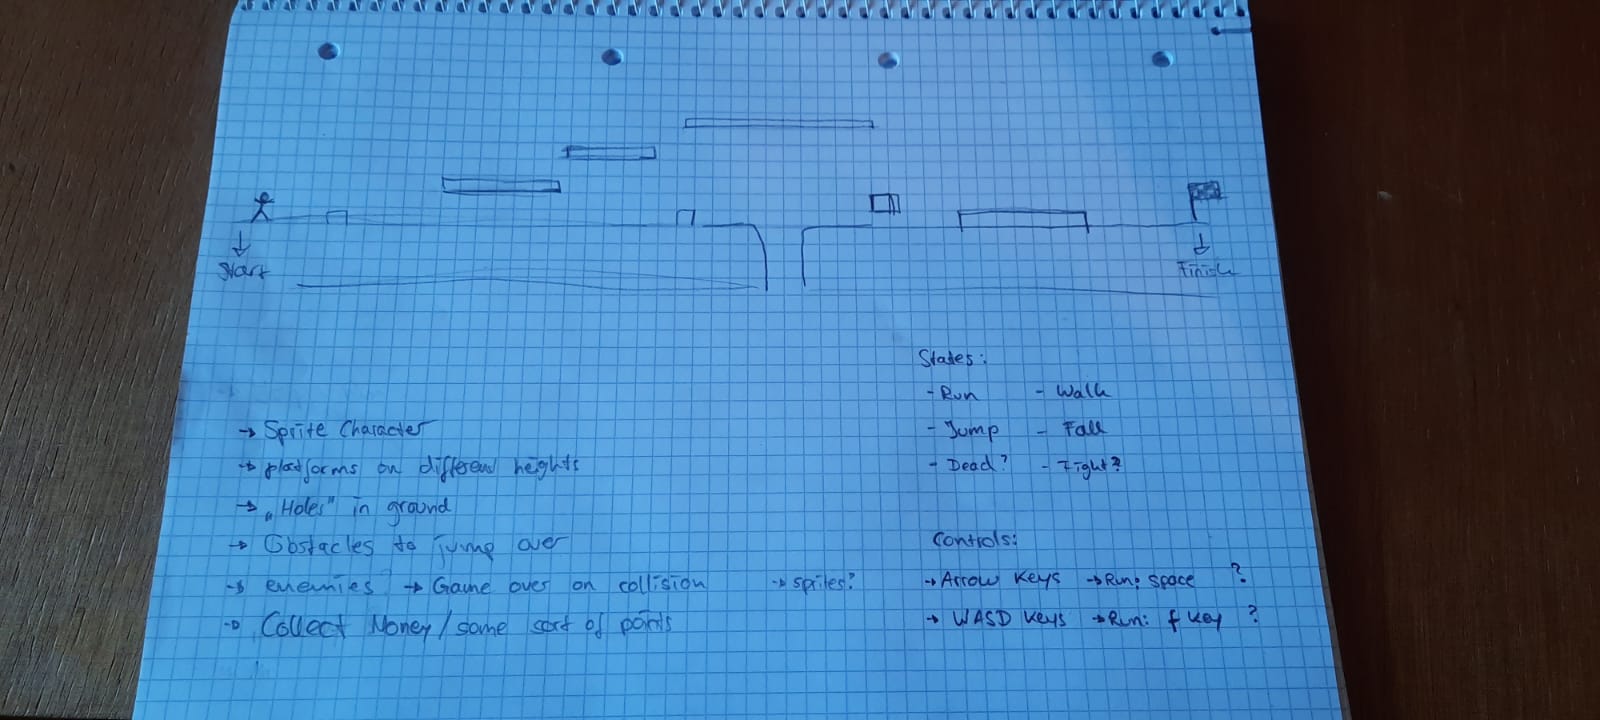 Start
Finish
→ Sprite Character
→ platforms on different heights
→ „Holes" in ground
→ Obstacles to jump over
→ enemies → Game over on collision → sprites?
→ Collect Money/some sort of points
States:
- Run - Walk
- Jump - Fall
- Dead? - Fight?
Controls:
→ Arrow Keys → Run: space ?
→ WASD Keys → Run: f key ?